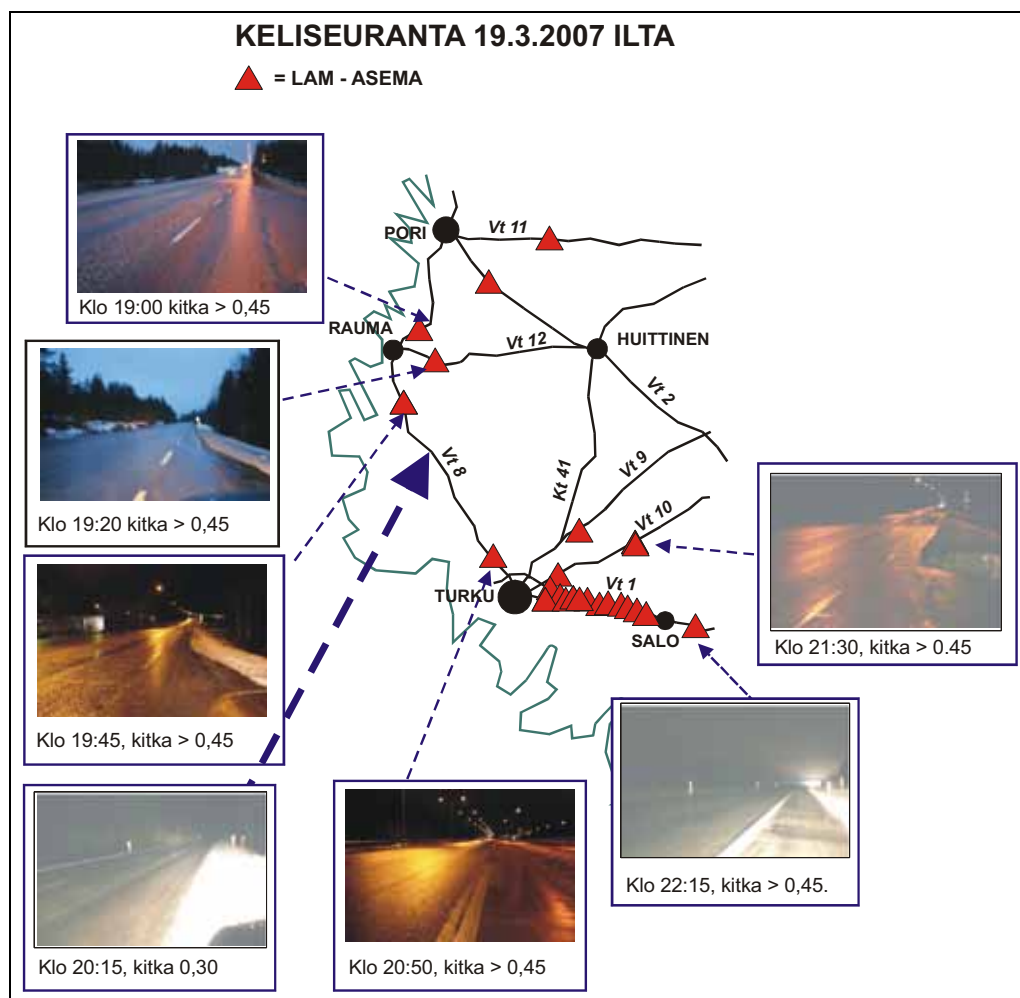 KELISEURANTA 19.3.2007 ILTA
= LAM - ASEMA
Klo 19:00 kitka > 0,45
PORI
Vt 11
RAUMA
HUITTINEN
Vt 12
Vt 2
Klo 19:20 kitka > 0,45
Vt 8
Kt 41
Vt 9
Vt 10
TURKU
Vt 1
SALO
Klo 21:30, kitka > 0.45
Klo 19:45, kitka > 0,45
Klo 22:15, kitka > 0,45.
Klo 20:15, kitka 0,30
Klo 20:50, kitka > 0,45